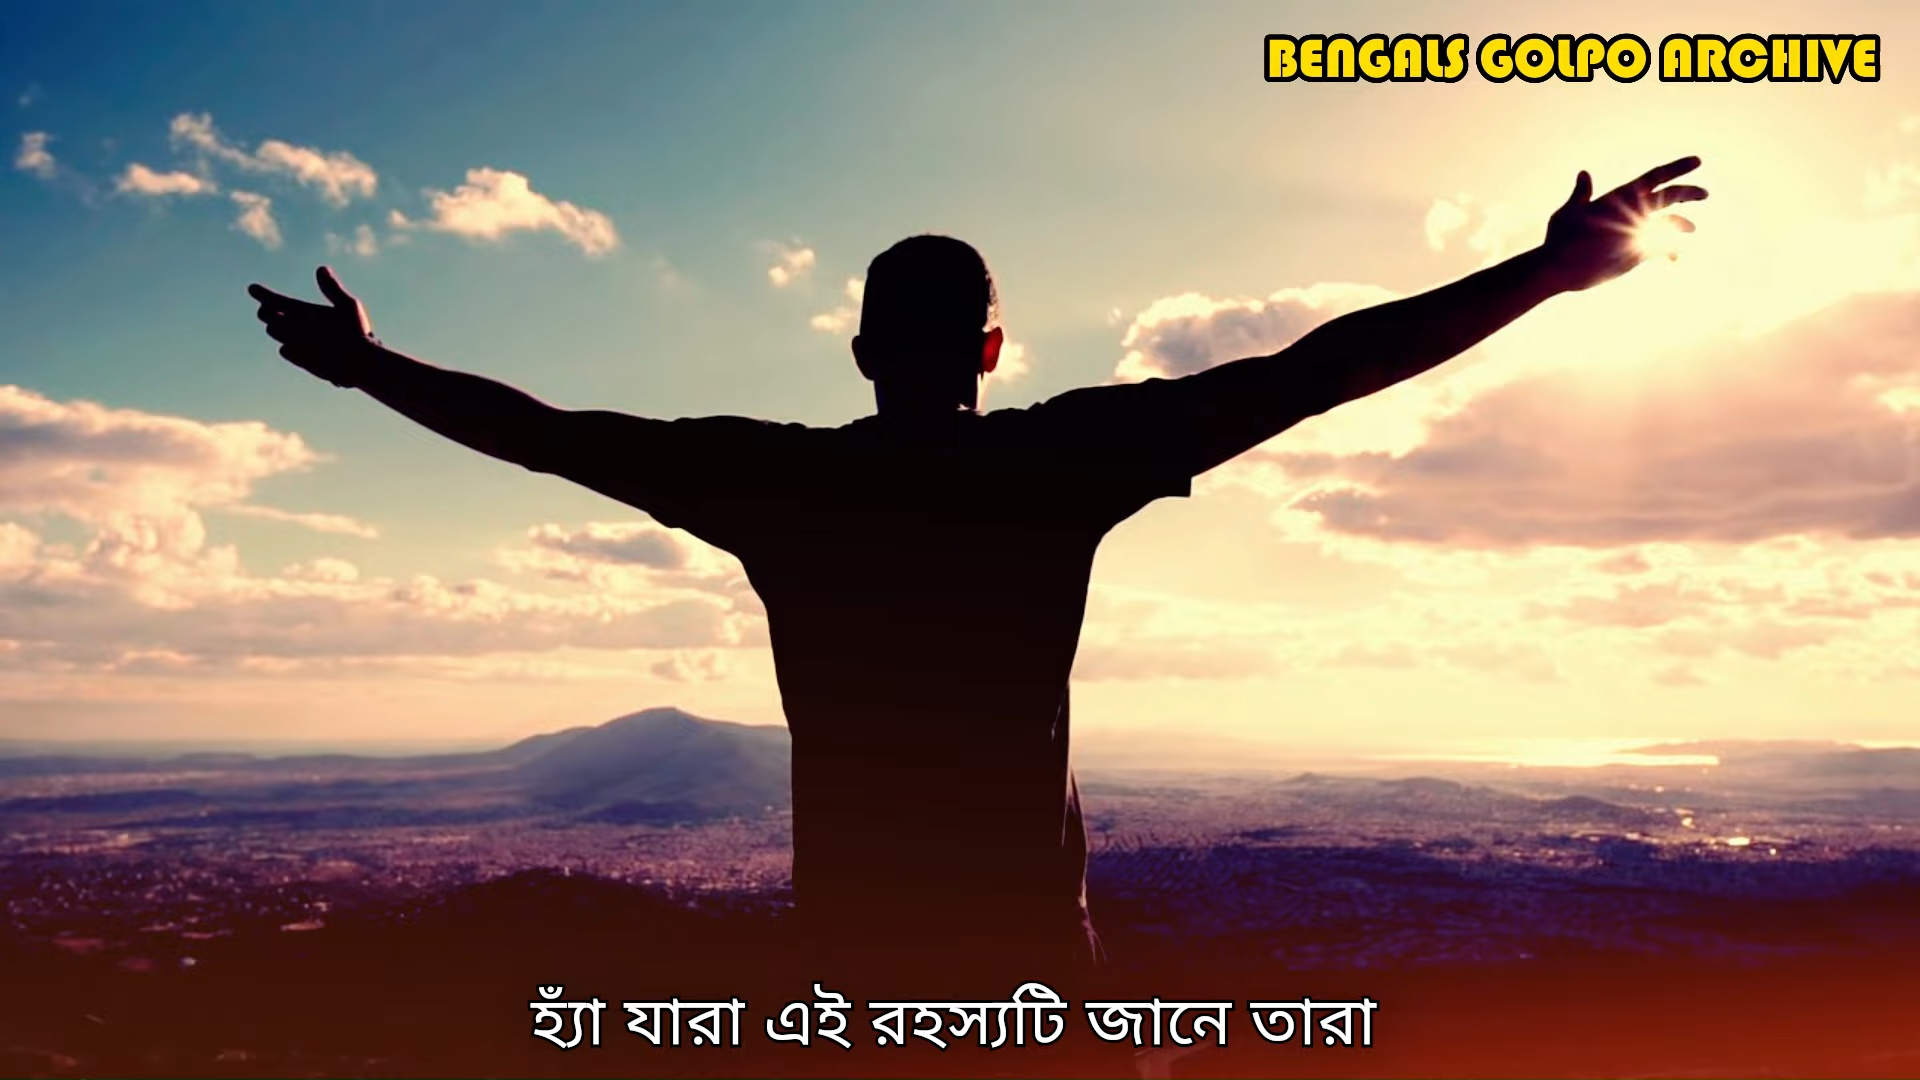 BENGALS GOLPO ARCHIVE
হ্যাঁ যারা এই রহস্যটি জানে তারা